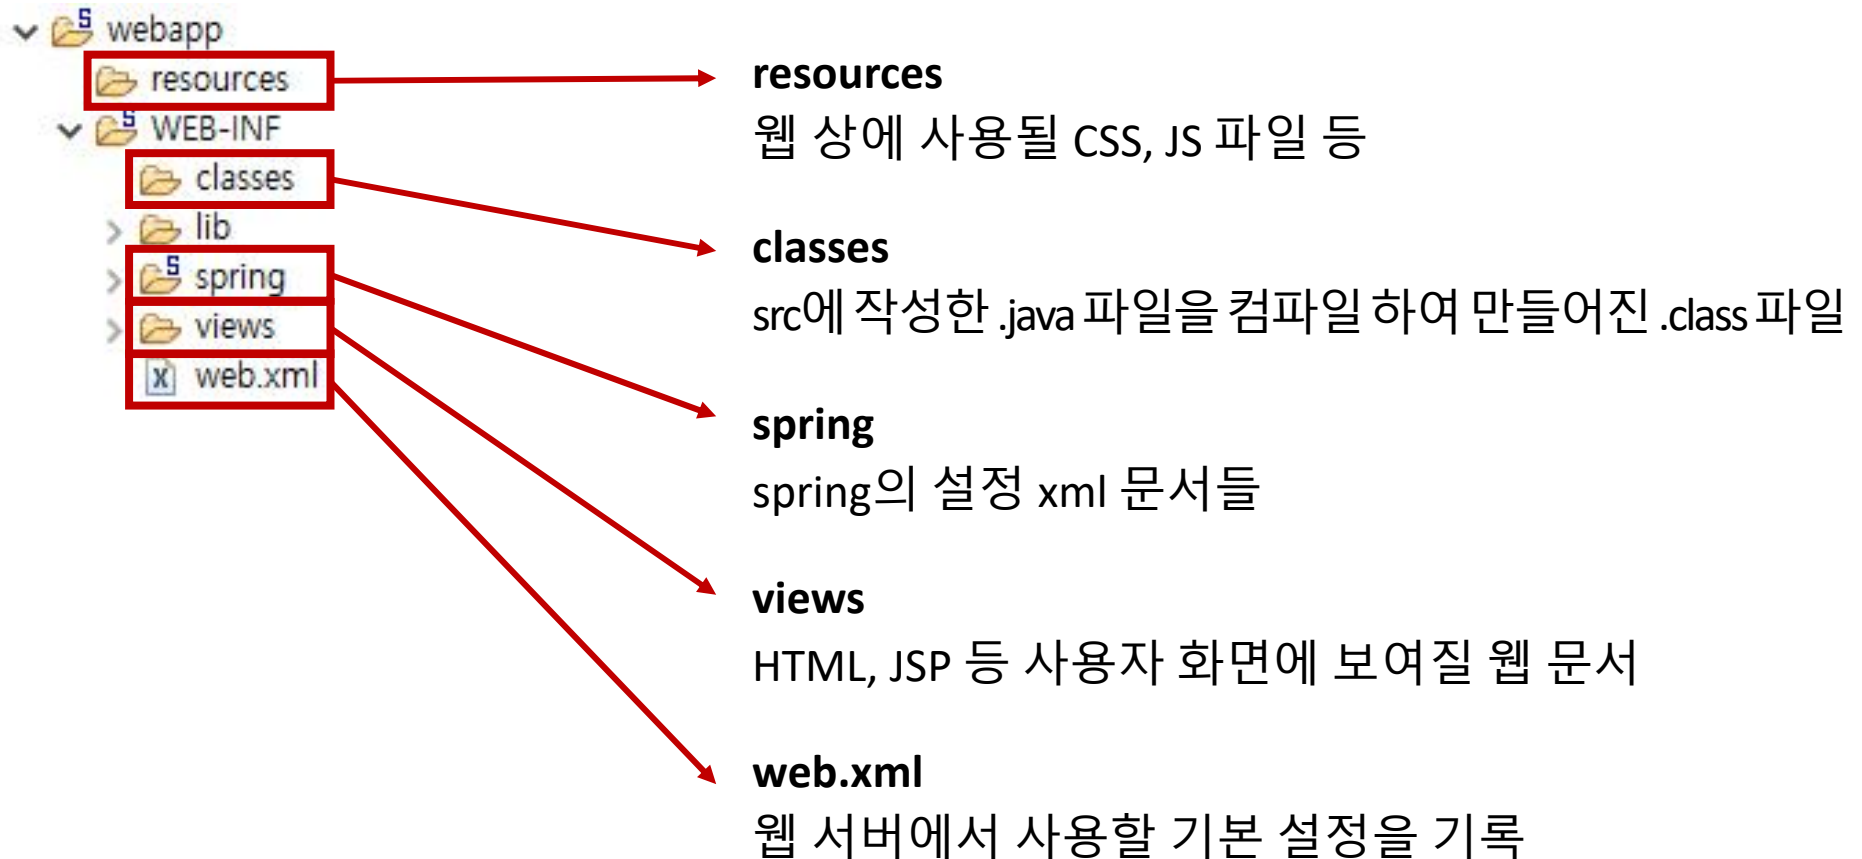 webapp
resources
WEB-INF
classes
lib
spring
views
web.xml
resources
웹 상에 사용될 CSS, JS 파일 등
classes
src에 작성한 .java 파일을 컴파일 하여 만들어진 .class 파일
spring
spring의 설정 xml 문서들
views
HTML, JSP 등 사용자 화면에 보여질 웹 문서
web.xml
웹 서버에서 사용할 기본 설정을 기록